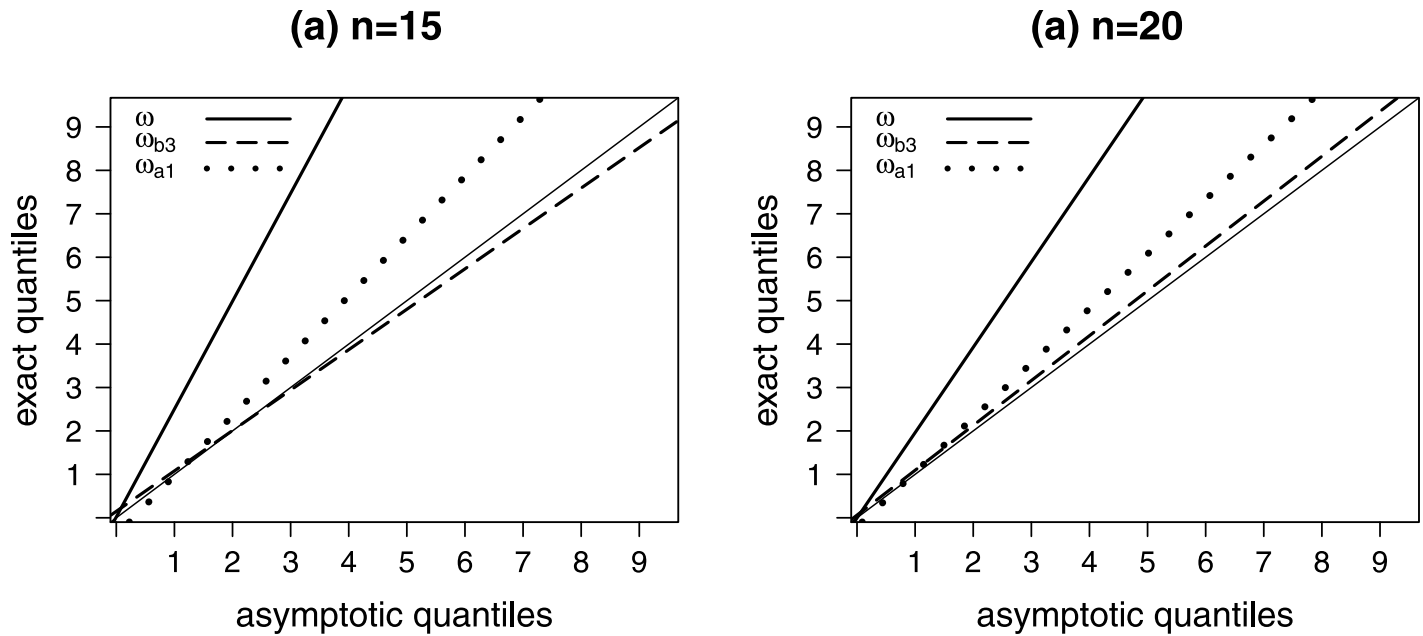 (a) n=15
ω
ωb3
ωa1
9
8
7
6
5
4
3
2
1
exact quantiles
1 2 3 4 5 6 7 8 9
asymptotic quantiles
(a) n=20
ω
ωb3
ωa1
9
8
7
6
5
4
3
2
1
exact quantiles
1 2 3 4 5 6 7 8 9
asymptotic quantiles